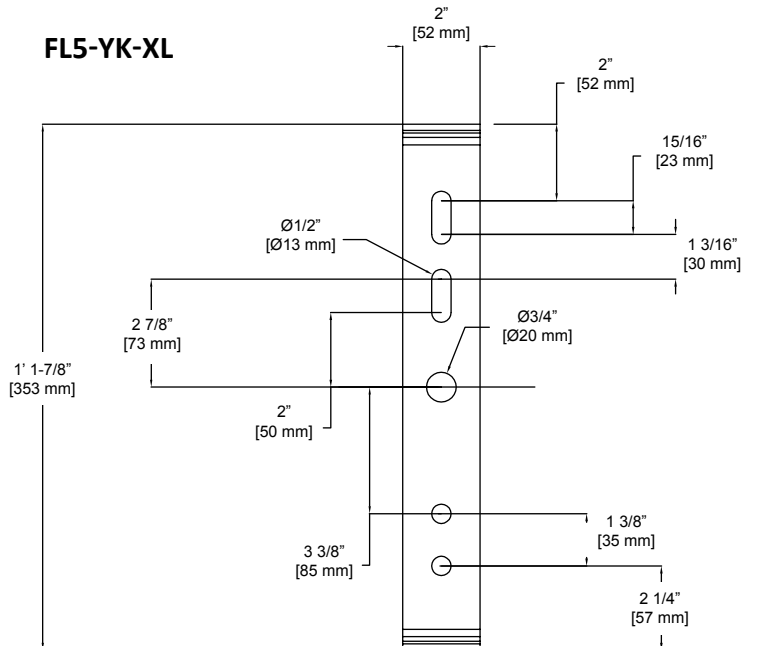 FL5-YK-XL
2”
[52 mm]
2”
[52 mm]
15/16”
[23 mm]
Ø1/2”
[Ø13 mm]
1 3/16”
[30 mm]
2 7/8”
[73 mm]
Ø3/4”
[Ø20 mm]
1’ 1-7/8”
[353 mm]
2”
[50 mm]
1 3/8”
[35 mm]
3 3/8”
[85 mm]
2 1/4”
[57 mm]